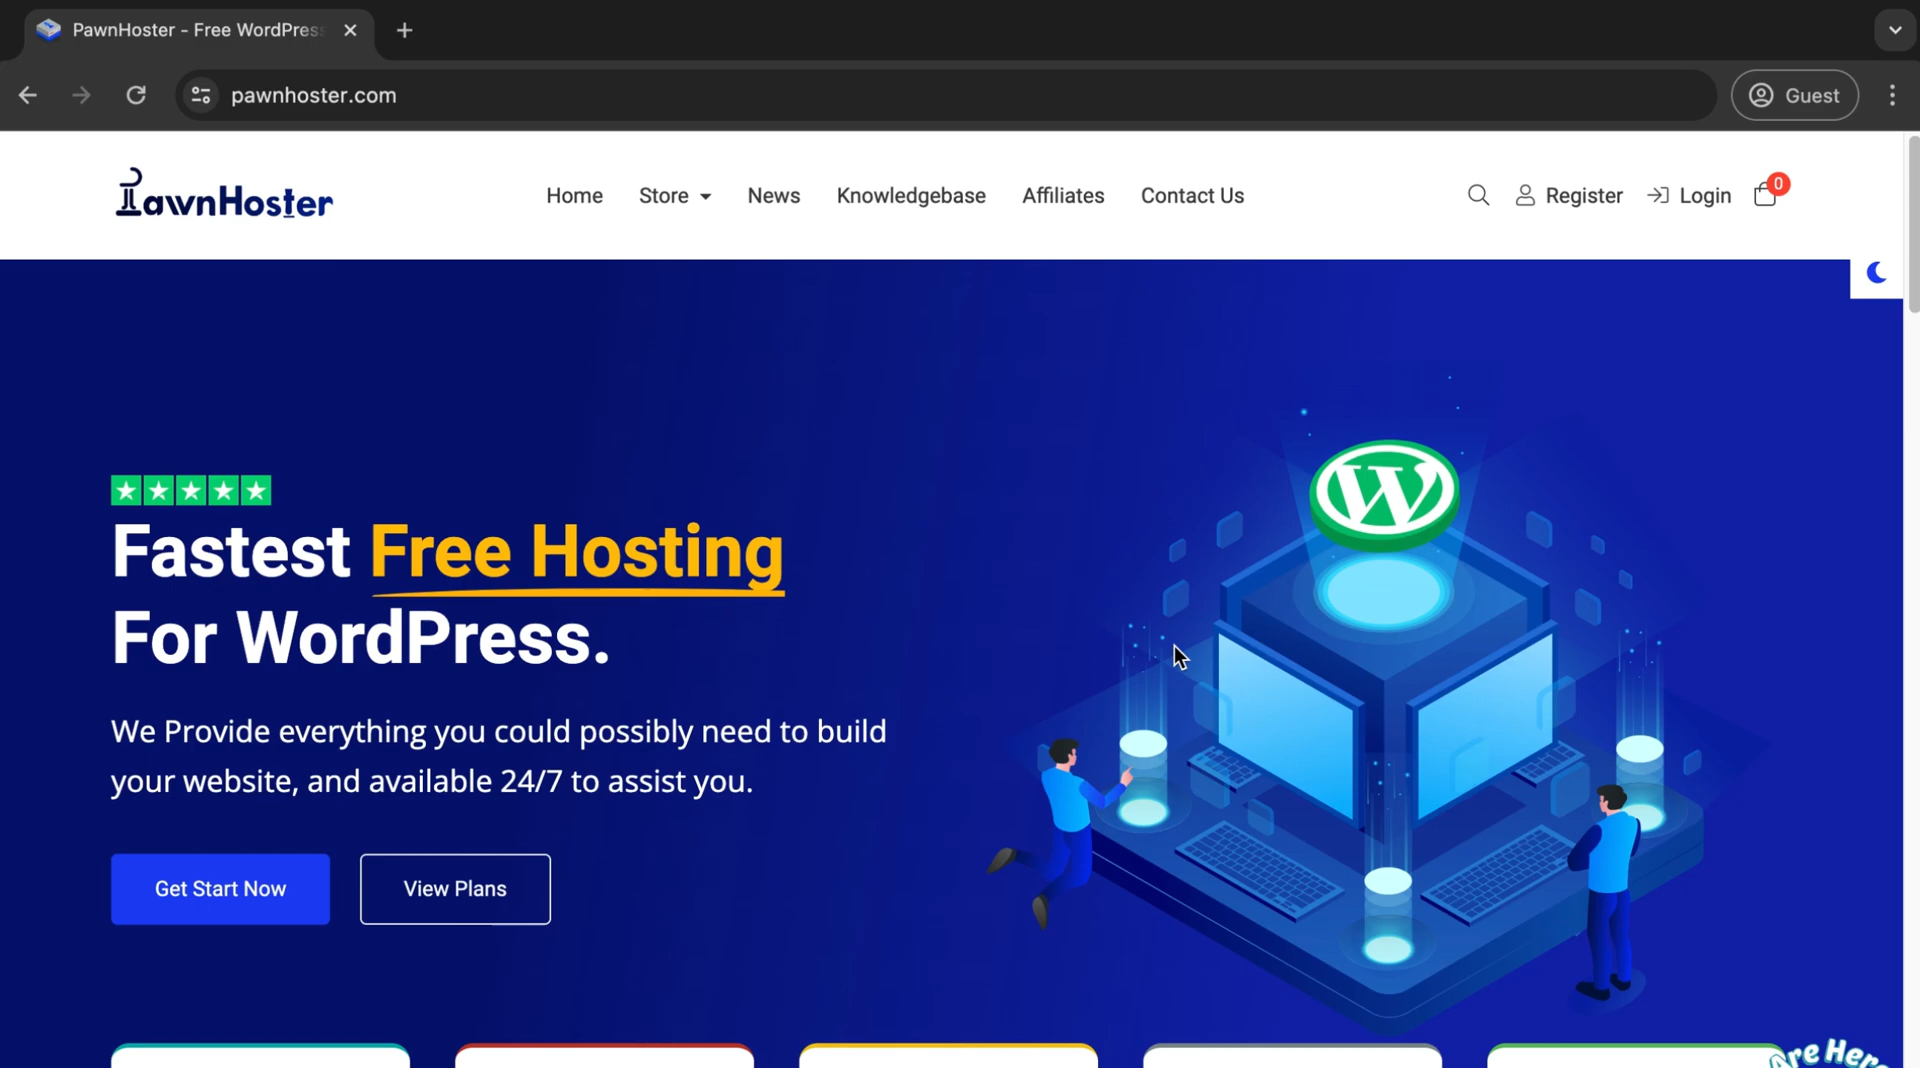 PawnHoster - Free WordPress
pawnhoster.com
Guest
PawnHoster
Home
Store
News
Knowledgebase
Affiliates
Contact Us
Register
Login
0
Fastest Free Hosting
For WordPress.
We Provide everything you could possibly need to build
your website, and available 24/7 to assist you.
Get Start Now
View Plans
Are Here